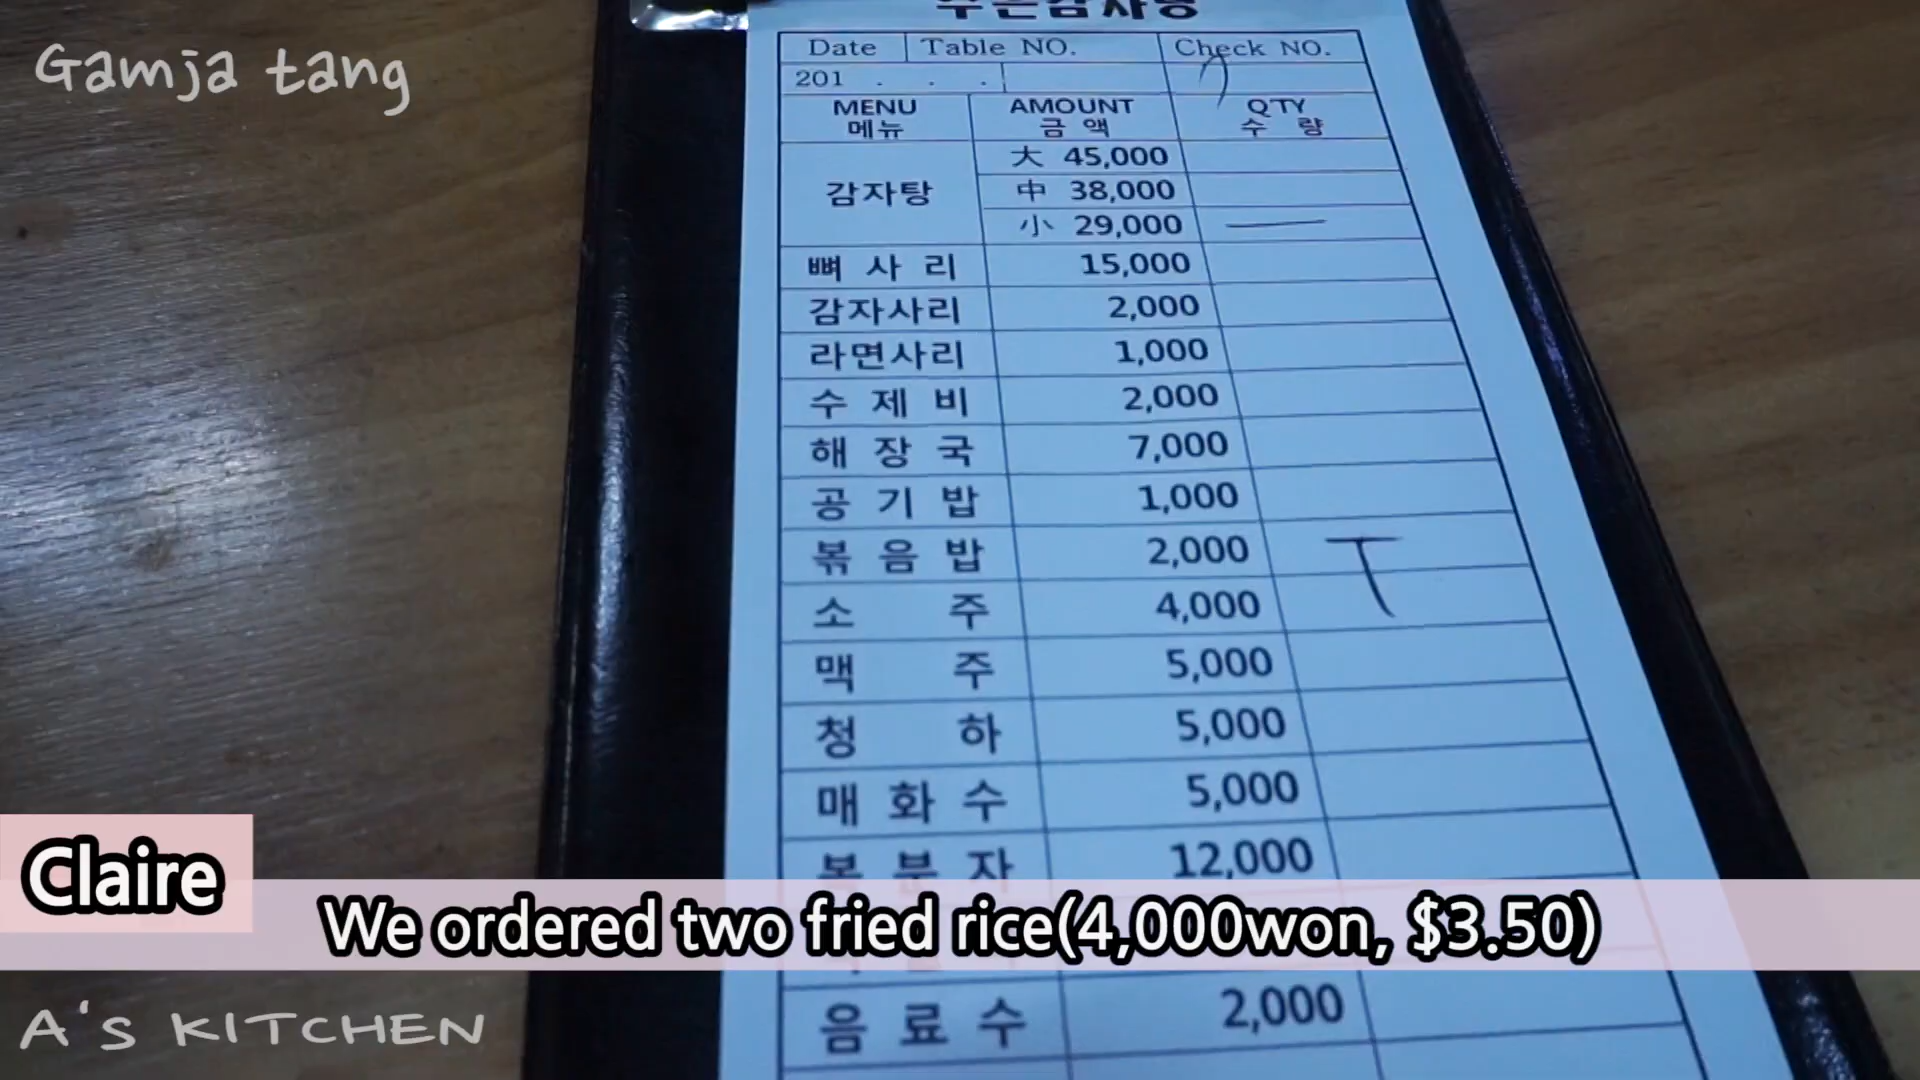 Gamja tang
Date Table NO. Check NO.
201 . . .
MENU AMOUNT QTY
메뉴 금 액 수 량
大 45,000
감자탕 中 38,000
小 29,000 —
뼈 사 리 15,000
감자사리 2,000
라면사리 1,000
수 제 비 2,000
해 장 국 7,000
공 기 밥 1,000
볶 음 밥 2,000 T
소 주 4,000
맥 주 5,000
청 하 5,000
매 화 수 5,000
복 분 자 12,000
Claire
We ordered two fried rice(4,000won, $3.50)
음 료 수 2,000
A's KITCHEN